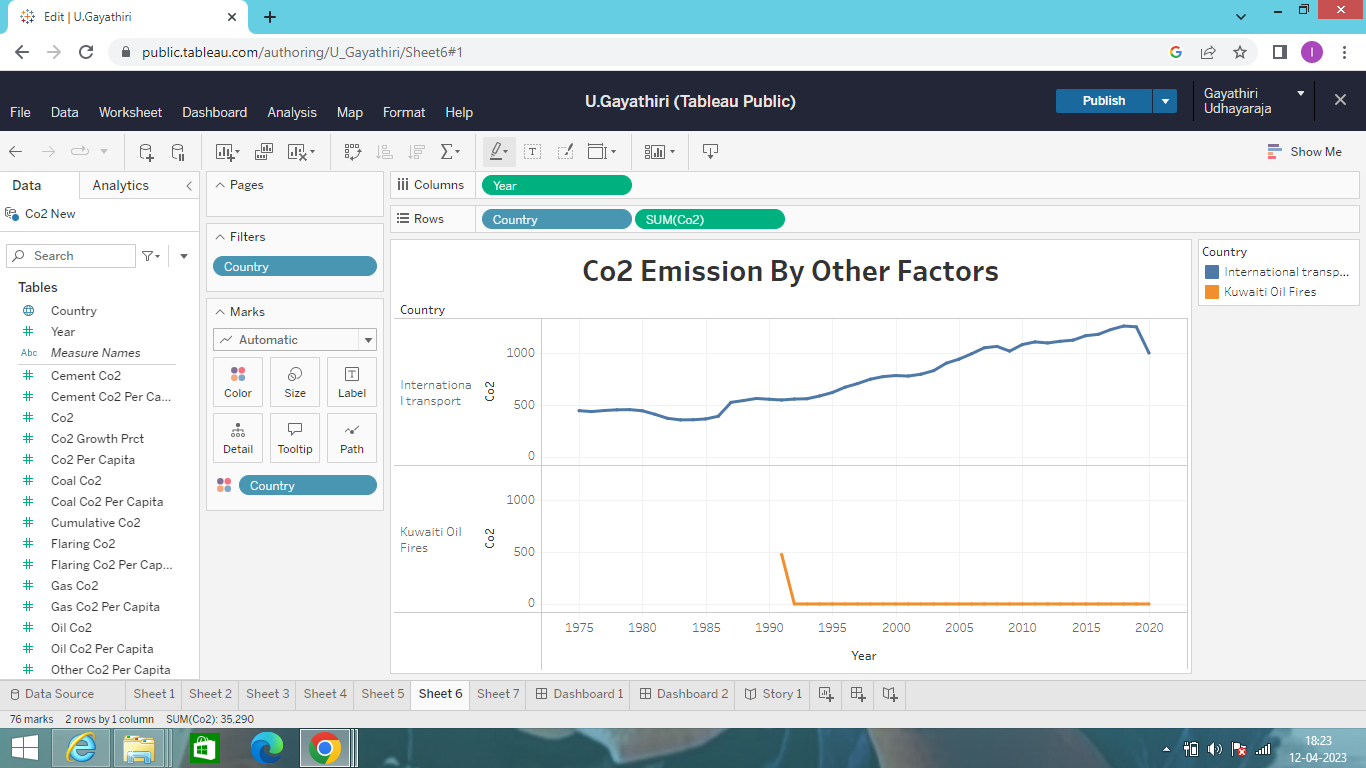 Edit | U.Gayathiri
public.tableau.com/authoring/U_Gayathiri/Sheet6#1
I
File Data Worksheet Dashboard Analysis Map Format Help
U.Gayathiri (Tableau Public)
Publish
Gayathiri
Udhayaraja
Show Me
Data Analytics
Co2 New
Search
Tables
Country
Year
Abc Measure Names
Cement Co2
Cement Co2 Per Ca...
Co2
Co2 Growth Prct
Co2 Per Capita
Coal Co2
Coal Co2 Per Capita
Cumulative Co2
Flaring Co2
Flaring Co2 Per Cap...
Gas Co2
Gas Co2 Per Capita
Oil Co2
Oil Co2 Per Capita
Other Co2 Per Capita
Pages
Filters
Country
Marks
Automatic
Color Size Label
Detail Tooltip Path
Country
Columns Year
Rows Country SUM(Co2)
Co2 Emission By Other Factors
Country
Internationa
l transport
Co2
1000
500
0
Kuwaiti Oil
Fires
Co2
1000
500
0
1975 1980 1985 1990 1995 2000 2005 2010 2015 2020
Year
Country
International transp...
Kuwaiti Oil Fires
Data Source Sheet 1 Sheet 2 Sheet 3 Sheet 4 Sheet 5 Sheet 6 Sheet 7 Dashboard 1 Dashboard 2 Story 1
76 marks 2 rows by 1 column SUM(Co2): 35,290
18:23
12-04-2023